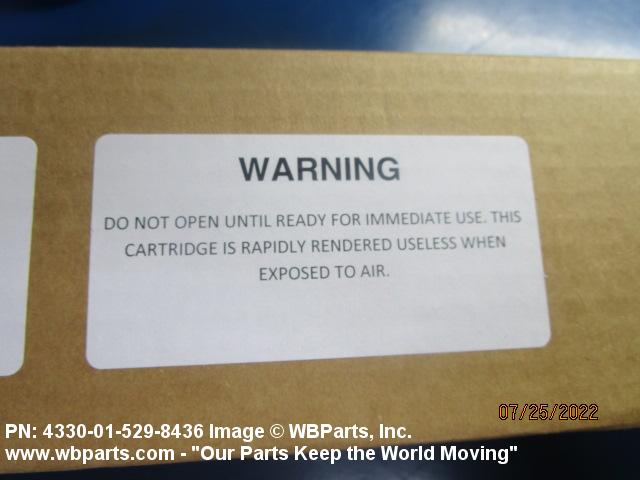 WARNING
DO NOT OPEN UNTIL READY FOR IMMEDIATE USE. THIS
CARTRIDGE IS RAPIDLY RENDERED USELESS WHEN
EXPOSED TO AIR.
07/25/2022
PN: 4330-01-529-8436 Image © WBParts, Inc.
www.wbparts.com - "Our Parts Keep the World Moving"